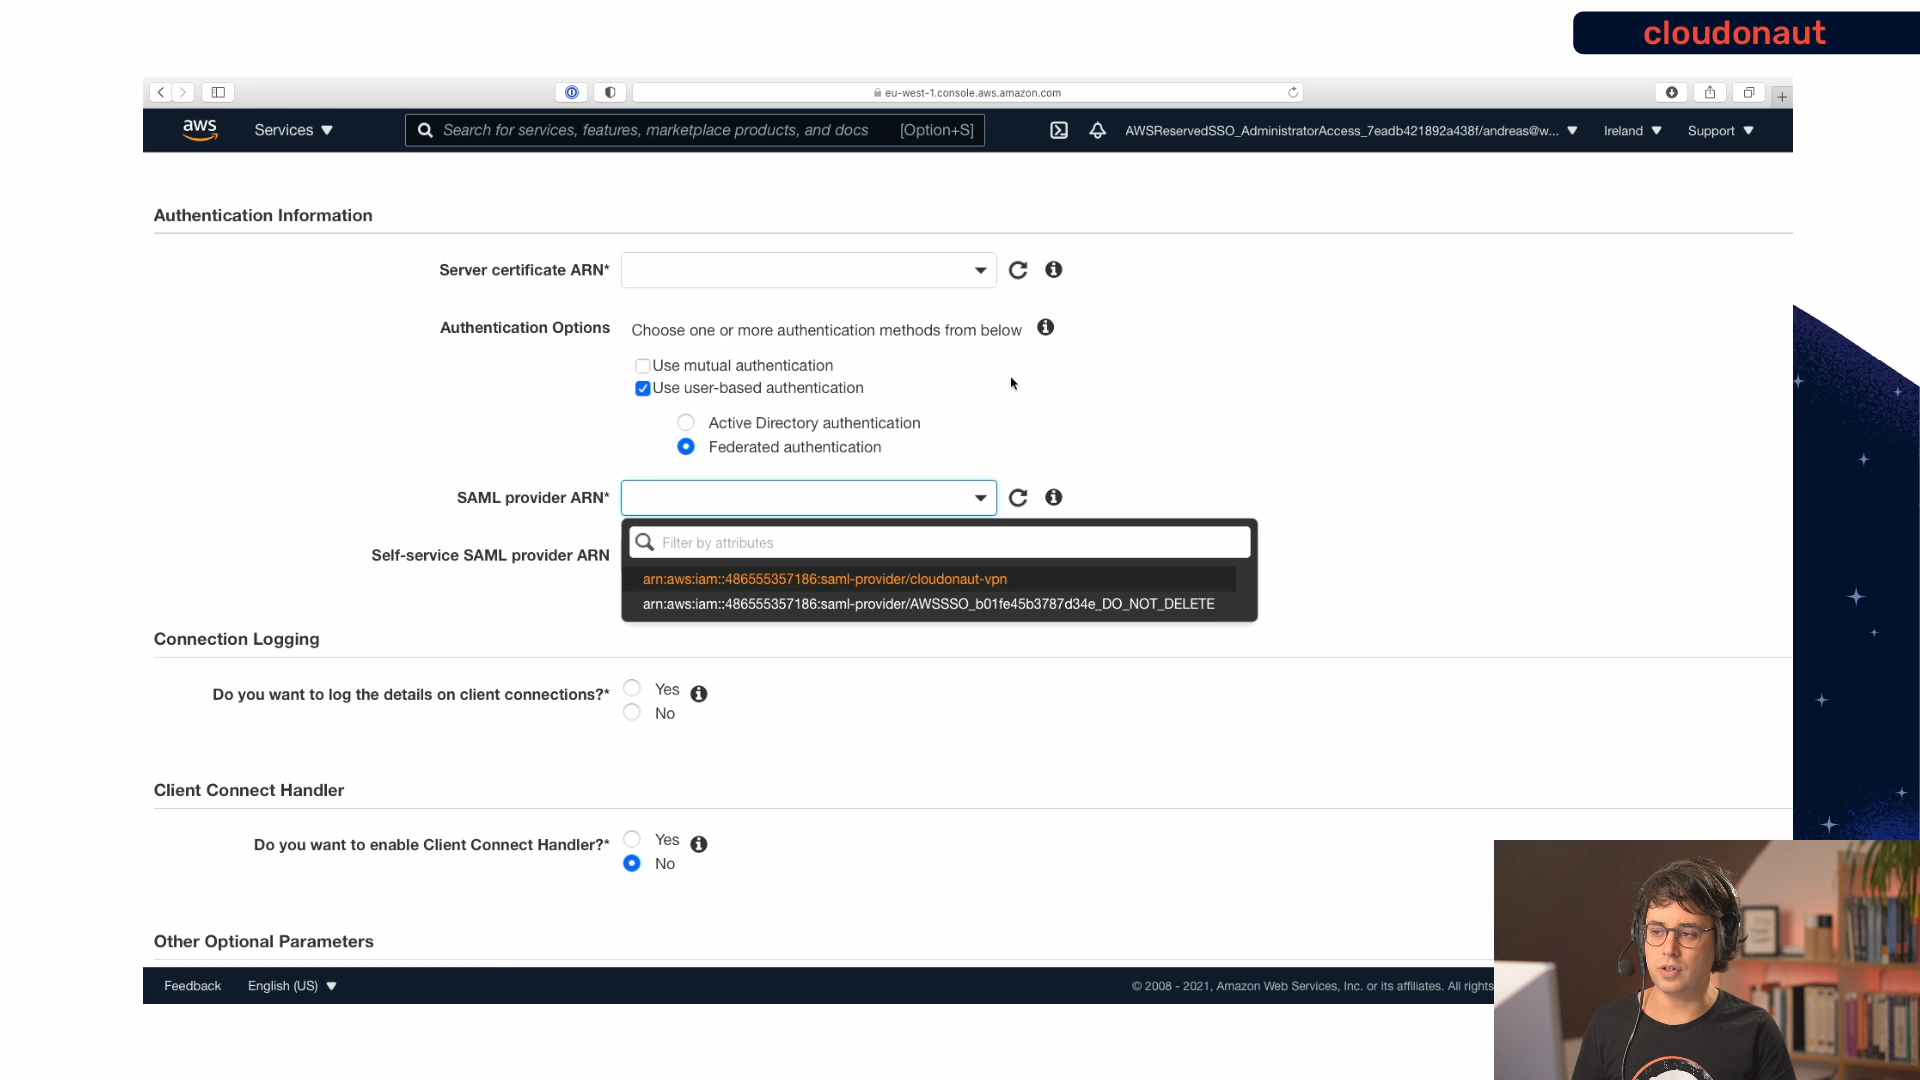 cloudonaut
eu-west-1.console.aws.amazon.com
aws
Services
Search for services, features, marketplace products, and docs [Option+S]
AWSReservedSSO_AdministratorAccess_7eadb421892a438f/andreas@w...
Ireland
Support
Authentication Information
Server certificate ARN*
Authentication Options
Choose one or more authentication methods from below
Use mutual authentication
Use user-based authentication
Active Directory authentication
Federated authentication
SAML provider ARN*
Filter by attributes
Self-service SAML provider ARN
arn:aws:iam::486555357186:saml-provider/cloudonaut-vpn
arn:aws:iam::486555357186:saml-provider/AWSSSO_b01fe45b3787d34e_DO_NOT_DELETE
Connection Logging
Do you want to log the details on client connections?*
Yes
No
Client Connect Handler
Do you want to enable Client Connect Handler?*
Yes
No
Other Optional Parameters
Feedback
English (US)
© 2008 - 2021, Amazon Web Services, Inc. or its affiliates. All rights